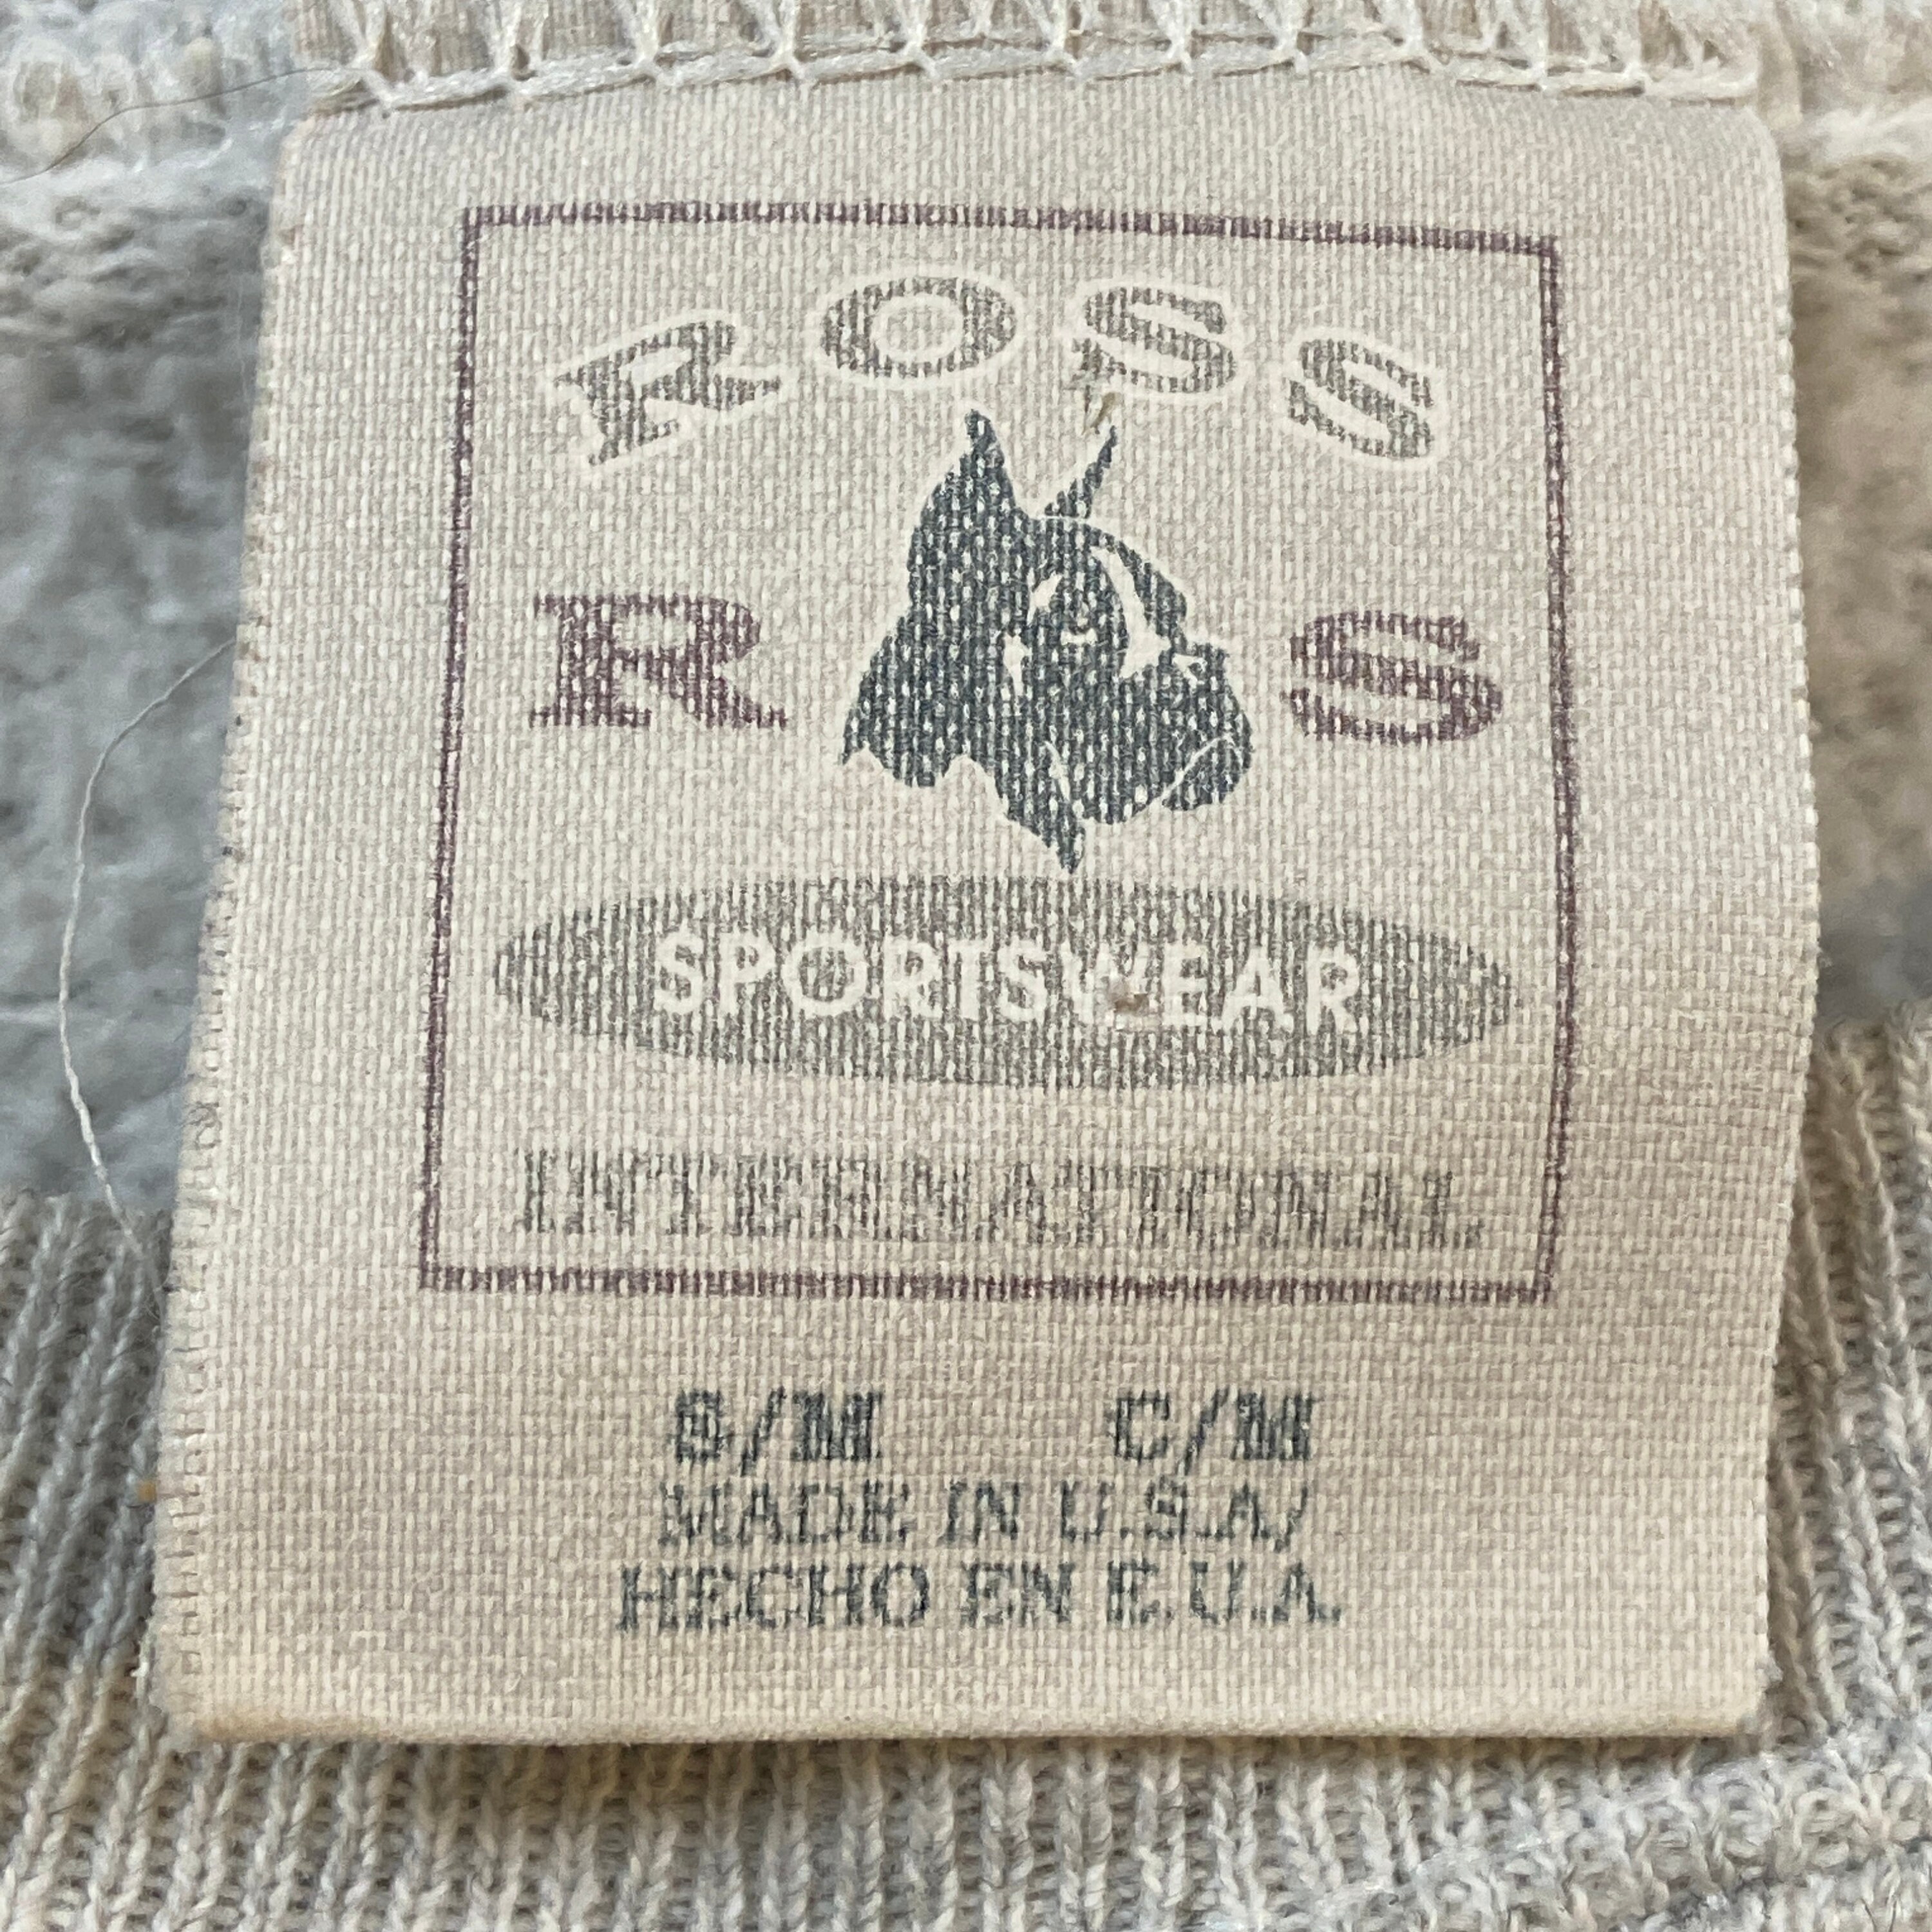 ROSS
R S
SPORTSWEAR
INTERNATIONAL
S/M C/M
MADE IN U.S.A/
HECHO EN E.U.A.